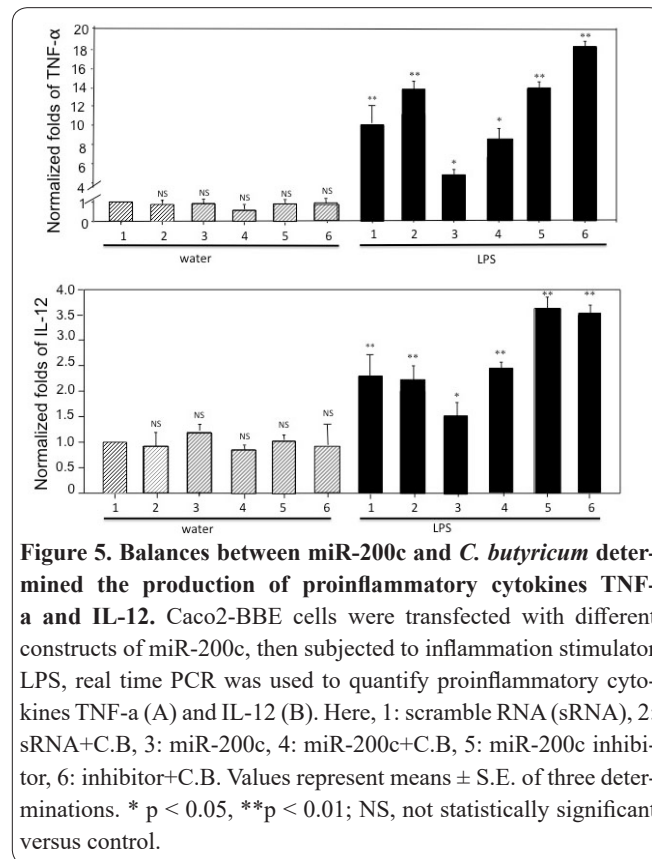 Normalized folds of TNF-α
20
18
16
14
12
10
8
6
4
1
0
NS NS NS NS NS
** ** * * ** **
1 2 3 4 5 6 1 2 3 4 5 6
water LPS
Normalized folds of IL-12
4.0
3.5
3.0
2.5
2.0
1.5
1.0
0.5
0
NS NS NS NS NS
** ** * ** ** **
1 2 3 4 5 6 1 2 3 4 5 6
water LPS
Figure 5. Balances between miR-200c and C. butyricum deter-
mined the production of proinflammatory cytokines TNF-
a and IL-12. Caco2-BBE cells were transfected with different
constructs of miR-200c, then subjected to inflammation stimulator
LPS, real time PCR was used to quantify proinflammatory cyto-
kines TNF-a (A) and IL-12 (B). Here, 1: scramble RNA (sRNA), 2:
sRNA+C.B, 3: miR-200c, 4: miR-200c+C.B, 5: miR-200c inhibi-
tor, 6: inhibitor+C.B. Values represent means ± S.E. of three deter-
minations. * p < 0.05, **p < 0.01; NS, not statistically significant
versus control.